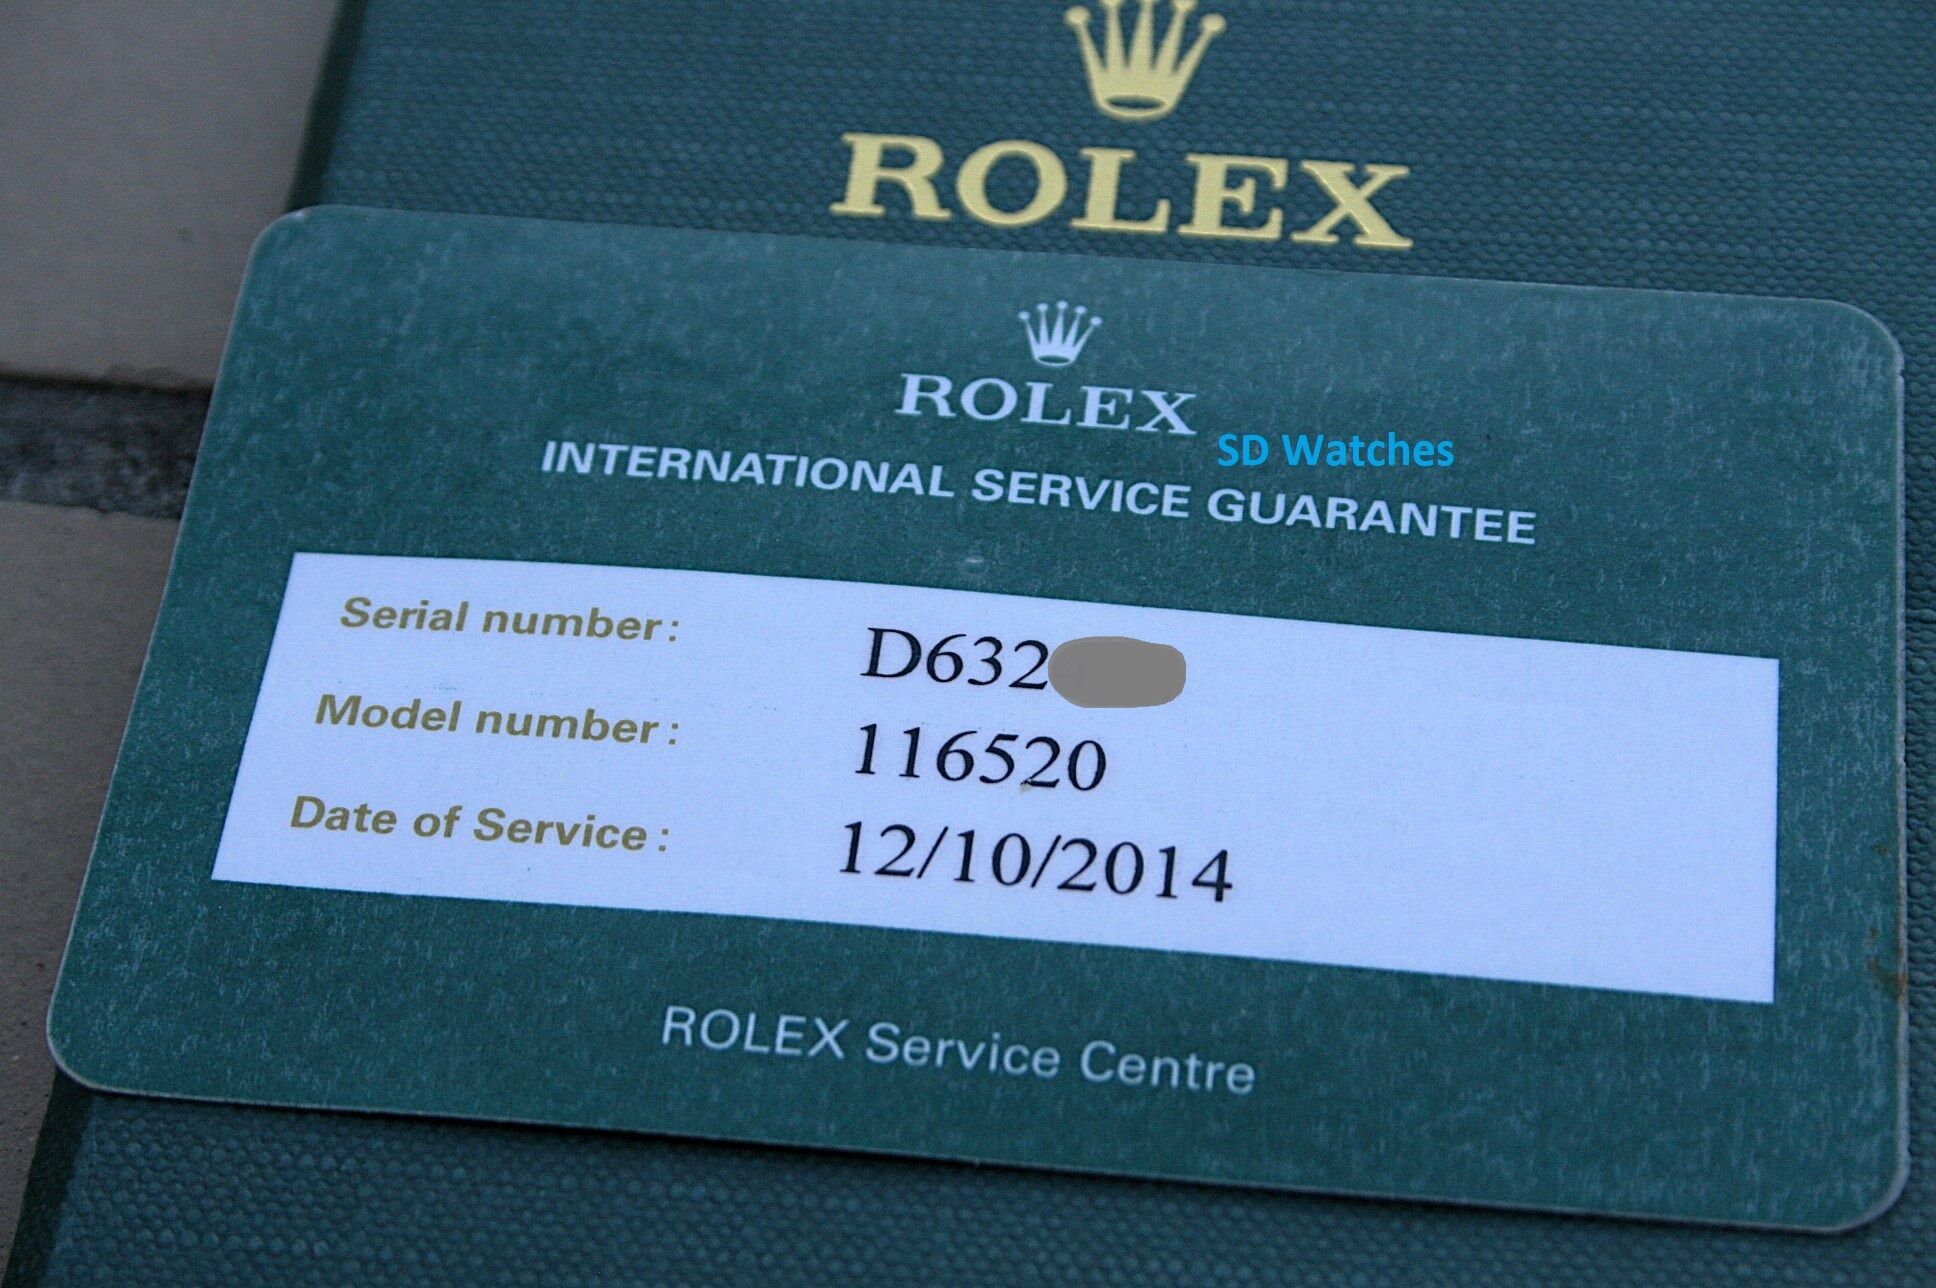 ROLEX
ROLEX
SD Watches
INTERNATIONAL SERVICE GUARANTEE
Serial number: D632
Model number: 116520
Date of Service: 12/10/2014
ROLEX Service Centre